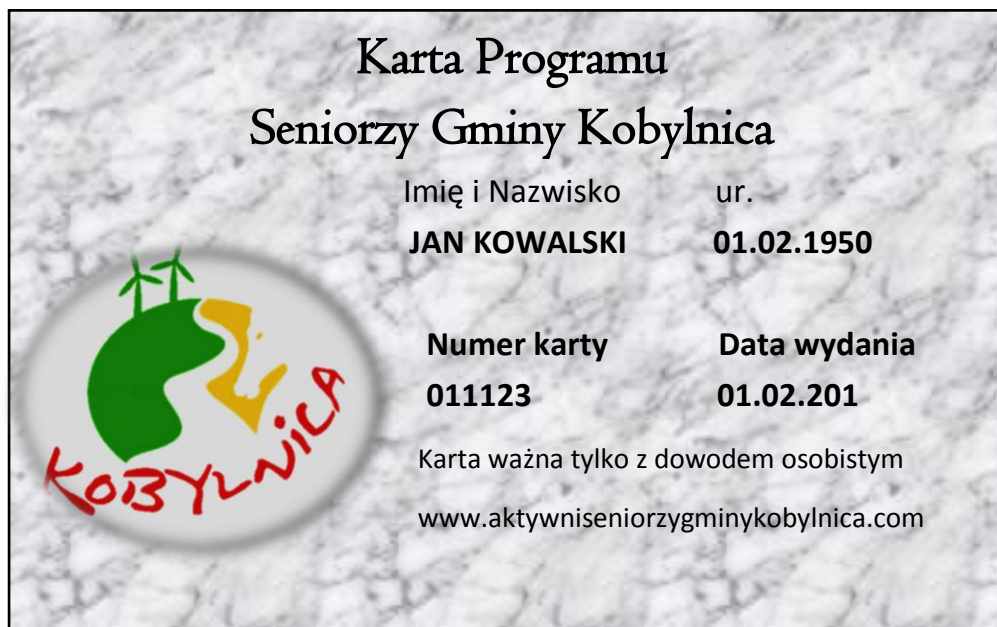 Karta Programu
Seniorzy Gminy Kobylnica
Imię i Nazwisko ur.
JAN KOWALSKI 01.02.1950
Numer karty Data wydania
011123 01.02.201
KOBYLNICA
Karta ważna tylko z dowodem osobistym
www.aktywniseniorzygminykobylnica.com